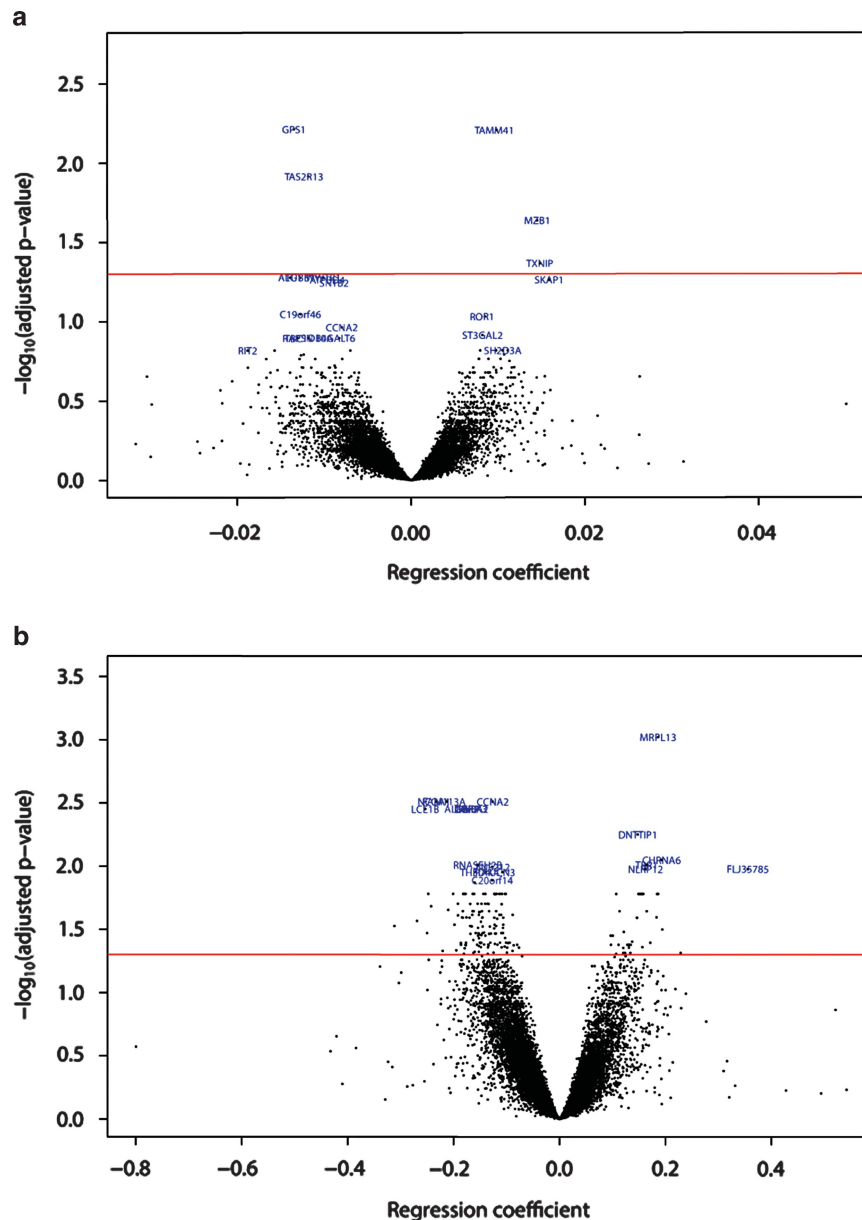 a
2.5
GPS1 TAMM41
2.0
TAS2R13
MZB1
1.5
TXNIP
SKAP1
SNTB2
C19orf46 ROR1
1.0
CCNA2
ST3GAL2
RIT2 SH2D3A
0.5
0.0
−log10(adjusted p−value)
−0.02 0.00 0.02 0.04
Regression coefficient
b
3.5
MRPL13
3.0
CCNA2
2.5
LCE1B
DNTTIP1
CHRNA6
2.0
RNASEH2B
NLRP12 FLJ35785
C20orf14
1.5
1.0
0.5
0.0
−log10(adjusted p−value)
−0.8 −0.6 −0.4 −0.2 0.0 0.2 0.4
Regression coefficient